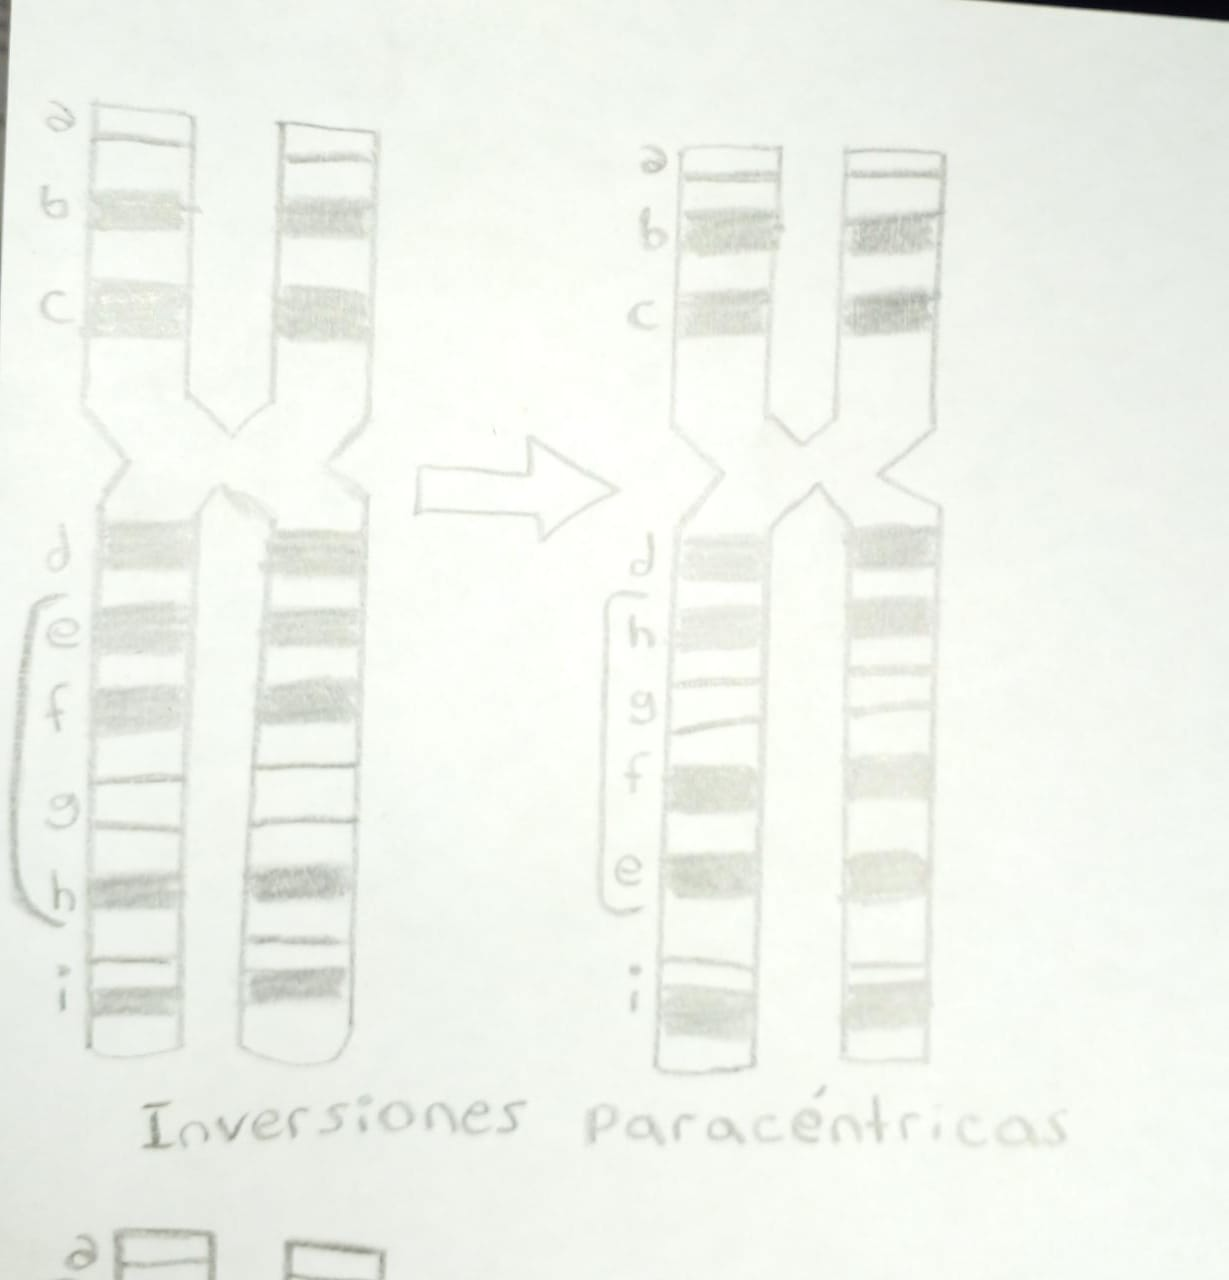 a a
b b
c c
d d
e h
f g
g f
h e
i i
Inversiones Paracéntricas
a